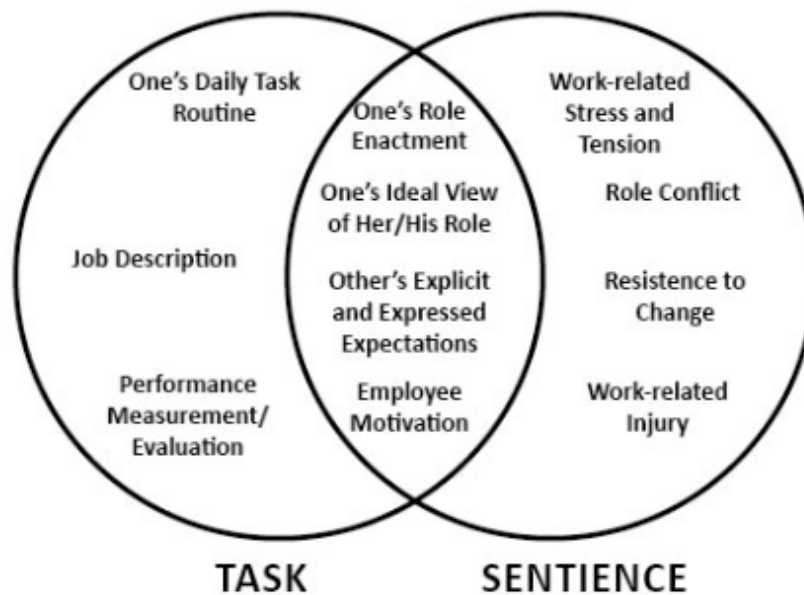 One's Daily Task
Routine
Job Description
Performance
Measurement/
Evaluation
One's Role
Enactment
One's Ideal View
of Her/His Role
Other's Explicit
and Expressed
Expectations
Employee
Motivation
Work-related
Stress and
Tension
Role Conflict
Resistence to
Change
Work-related
Injury
TASK
SENTIENCE